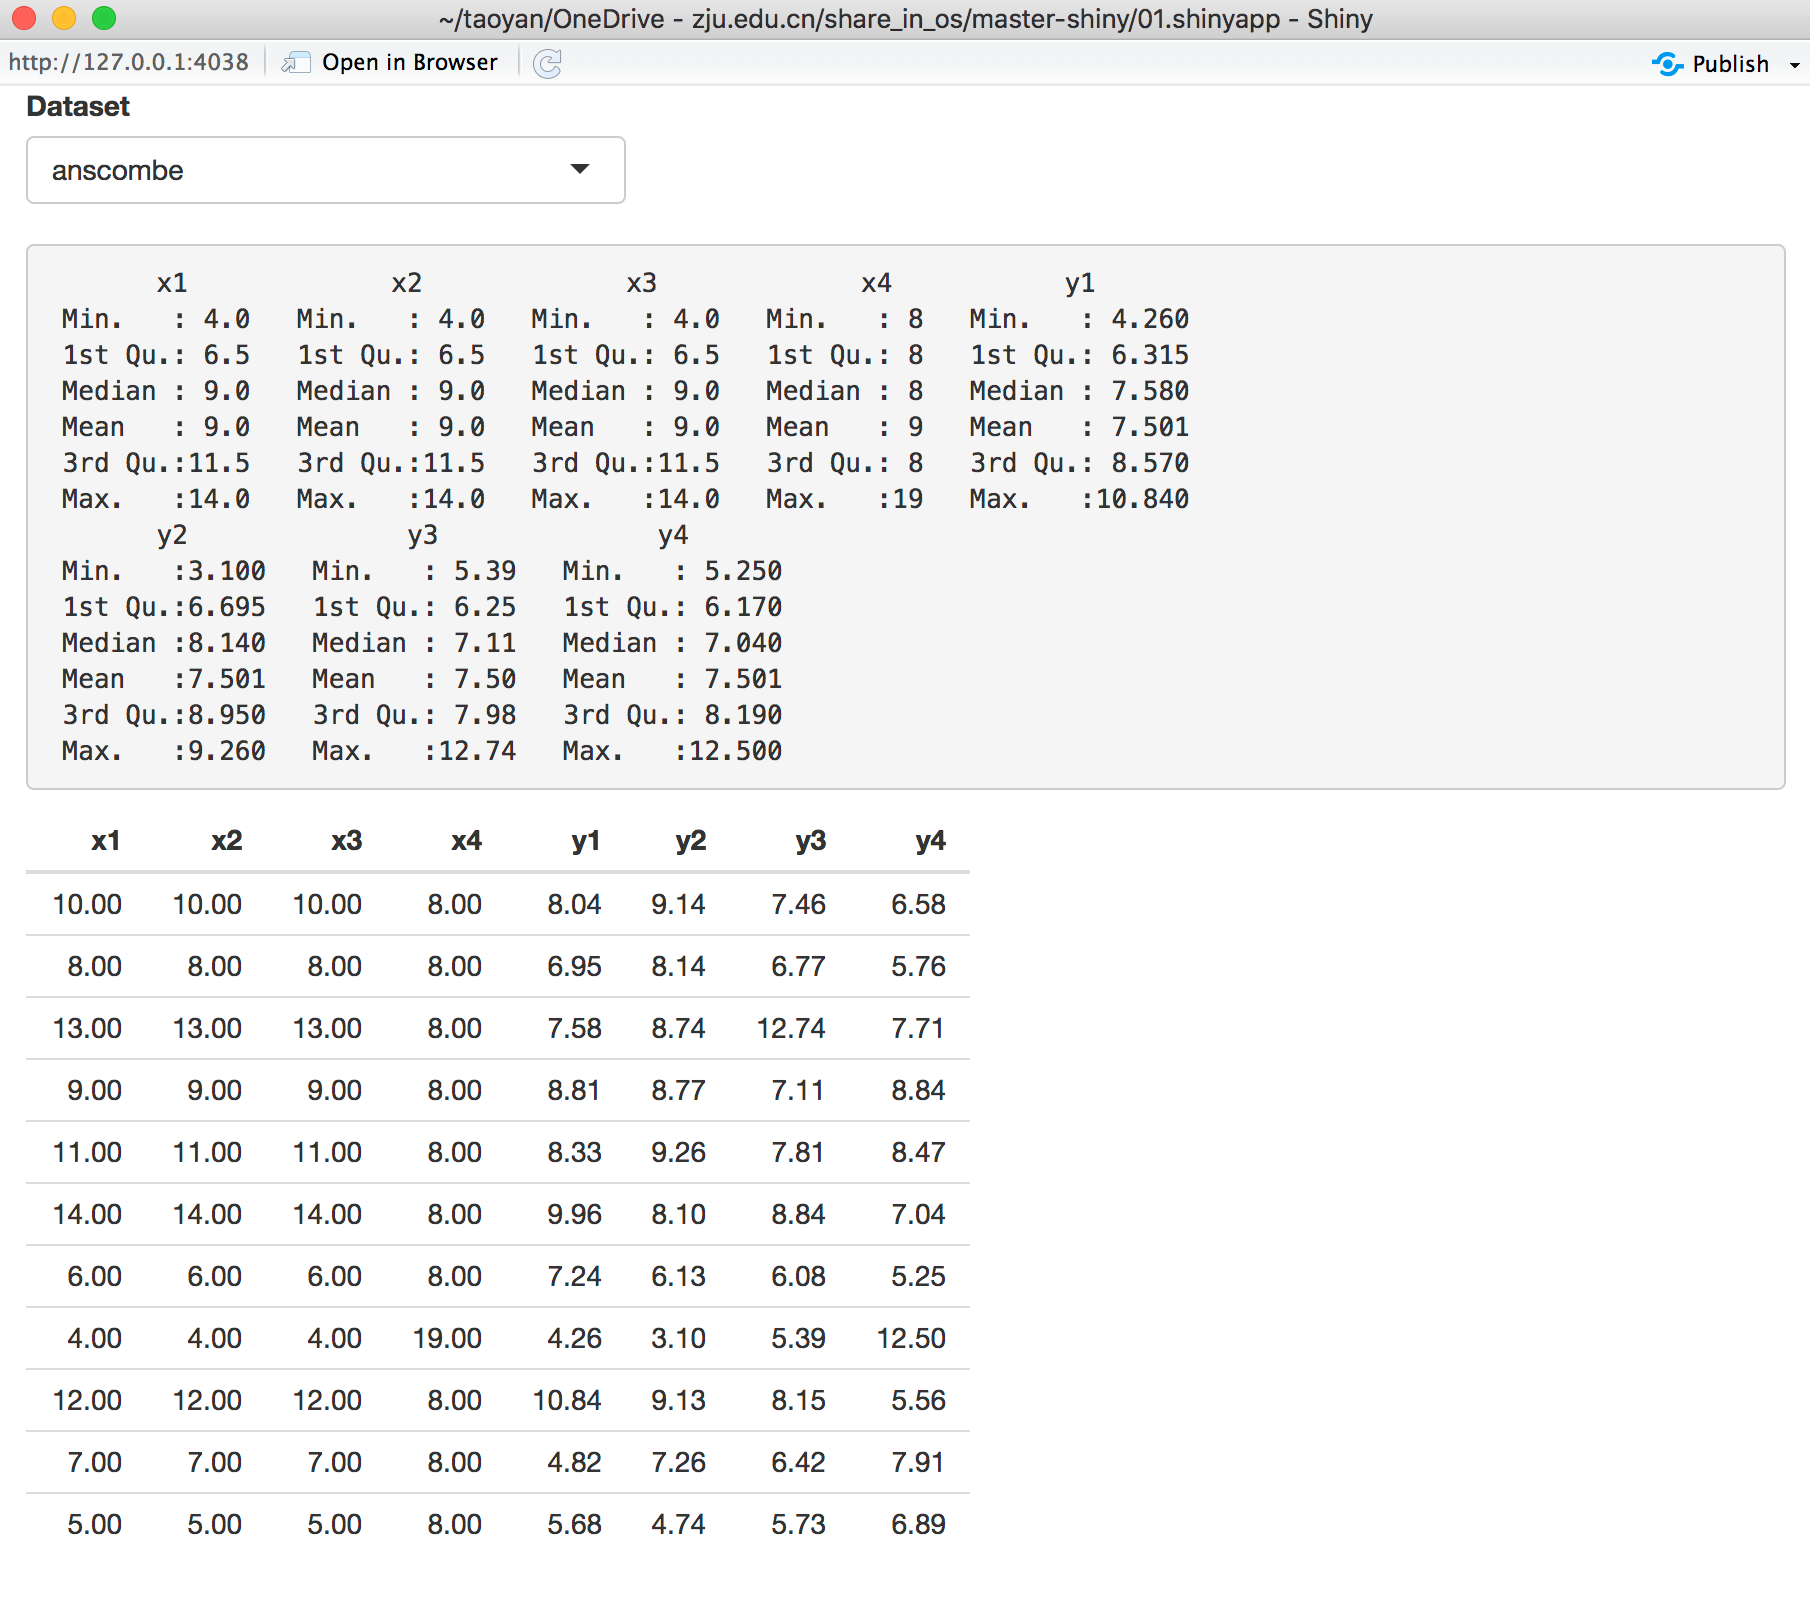 ~/taoyan/OneDrive - zju.edu.cn/share_in_os/master-shiny/01.shinyapp - Shiny
http://127.0.0.1:4038 Open in Browser Publish
Dataset
anscombe
x1 x2 x3 x4 y1
Min. : 4.0 Min. : 4.0 Min. : 4.0 Min. : 8 Min. : 4.260
1st Qu.: 6.5 1st Qu.: 6.5 1st Qu.: 6.5 1st Qu.: 8 1st Qu.: 6.315
Median : 9.0 Median : 9.0 Median : 9.0 Median : 8 Median : 7.580
Mean : 9.0 Mean : 9.0 Mean : 9.0 Mean : 9 Mean : 7.501
3rd Qu.:11.5 3rd Qu.:11.5 3rd Qu.:11.5 3rd Qu.: 8 3rd Qu.: 8.570
Max. :14.0 Max. :14.0 Max. :14.0 Max. :19 Max. :10.840
y2 y3 y4
Min. :3.100 Min. : 5.39 Min. : 5.250
1st Qu.:6.695 1st Qu.: 6.25 1st Qu.: 6.170
Median :8.140 Median : 7.11 Median : 7.040
Mean :7.501 Mean : 7.50 Mean : 7.501
3rd Qu.:8.950 3rd Qu.: 7.98 3rd Qu.: 8.190
Max. :9.260 Max. :12.74 Max. :12.500
x1 x2 x3 x4 y1 y2 y3 y4
10.00 10.00 10.00 8.00 8.04 9.14 7.46 6.58
8.00 8.00 8.00 8.00 6.95 8.14 6.77 5.76
13.00 13.00 13.00 8.00 7.58 8.74 12.74 7.71
9.00 9.00 9.00 8.00 8.81 8.77 7.11 8.84
11.00 11.00 11.00 8.00 8.33 9.26 7.81 8.47
14.00 14.00 14.00 8.00 9.96 8.10 8.84 7.04
6.00 6.00 6.00 8.00 7.24 6.13 6.08 5.25
4.00 4.00 4.00 19.00 4.26 3.10 5.39 12.50
12.00 12.00 12.00 8.00 10.84 9.13 8.15 5.56
7.00 7.00 7.00 8.00 4.82 7.26 6.42 7.91
5.00 5.00 5.00 8.00 5.68 4.74 5.73 6.89